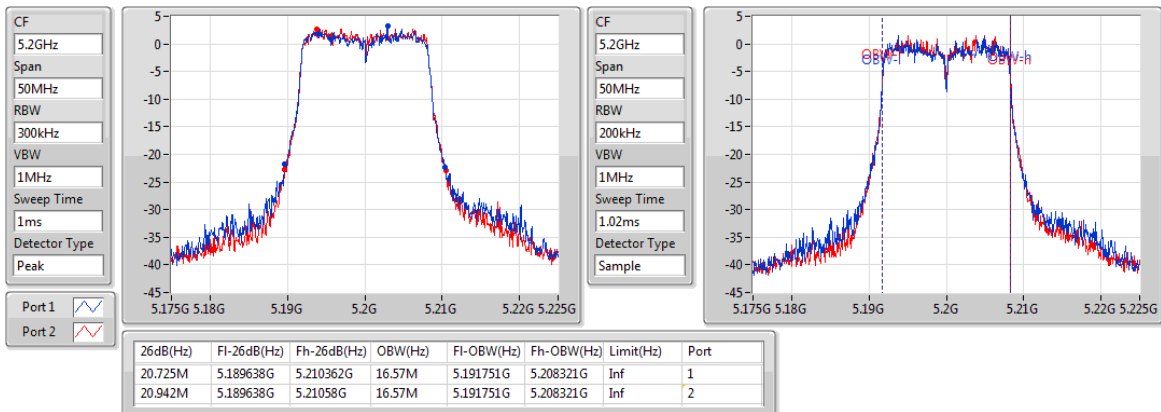 CF
5.2GHz
Span
50MHz
RBW
300kHz
VBW
1MHz
Sweep Time
1ms
Detector Type
Peak
Port 1
Port 2
5
0
-5
-10
-15
-20
-25
-30
-35
-40
-45
5.175G 5.18G 5.19G 5.2G 5.21G 5.22G 5.225G
CF
5.2GHz
Span
50MHz
RBW
200kHz
VBW
1MHz
Sweep Time
1.02ms
Detector Type
Sample
5
0
-5
-10
-15
-20
-25
-30
-35
-40
-45
OBW-l OBW-h
5.175G 5.18G 5.19G 5.2G 5.21G 5.22G 5.225G
26dB(Hz) Fl-26dB(Hz) Fh-26dB(Hz) OBW(Hz) Fl-OBW(Hz) Fh-OBW(Hz) Limit(Hz) Port
20.725M 5.189638G 5.210362G 16.57M 5.191751G 5.208321G Inf 1
20.942M 5.189638G 5.21058G 16.57M 5.191751G 5.208321G Inf 2